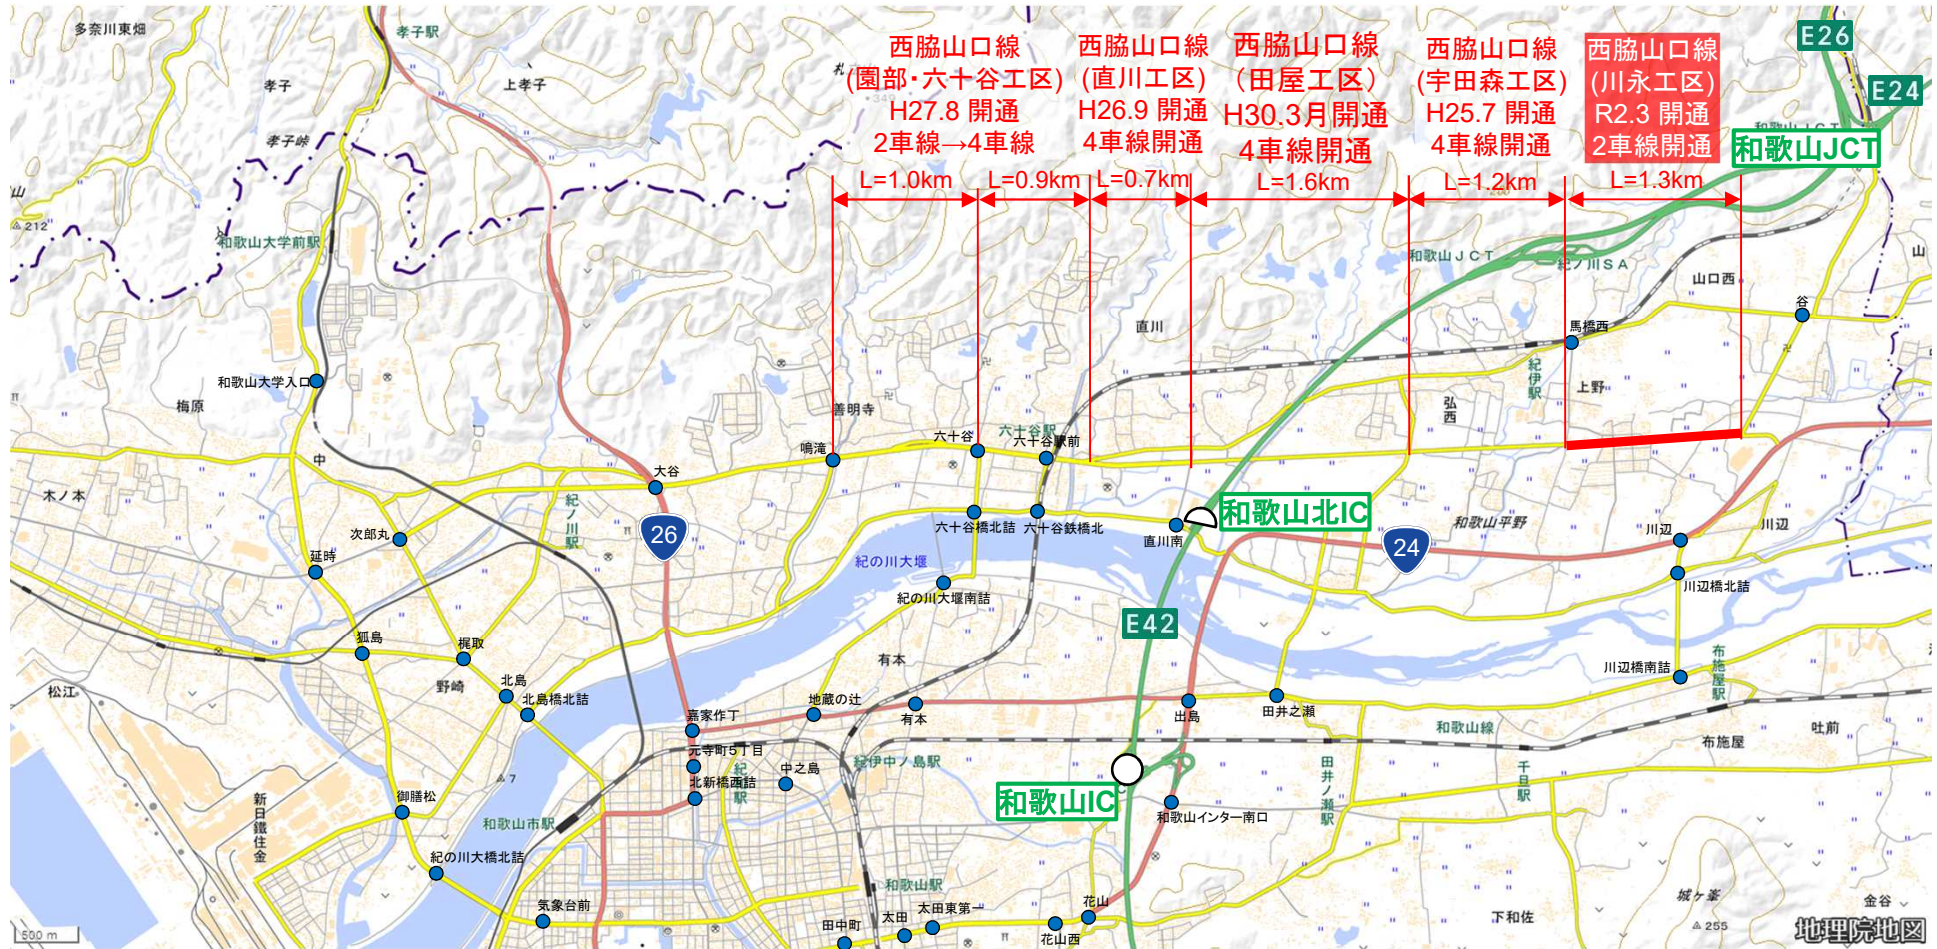 多奈川東畑
孝子駅
孝子
上孝子
孝子峠
212
和歌山大学前駅
西脇山口線
(園部・六十谷工区)
H27.8 開通
2車線→4車線
西脇山口線
(直川工区)
H26.9 開通
4車線開通
西脇山口線
(田屋工区)
H30.3月開通
4車線開通
西脇山口線
(宇田森工区)
H25.7 開通
4車線開通
西脇山口線
(川永工区)
R2.3 開通
2車線開通
E26
E24
和歌山JCT
L=1.0km
L=0.9km
L=0.7km
L=1.6km
L=1.2km
L=1.3km
和歌山JCT
紀ノ川SA
山口西
谷
山
直川
馬橋西
紀伊駅
上野
弘西
和歌山大学入口
梅原
善明寺
六十谷
六十谷駅
六十谷駅前
鳴滝
中
大谷
木ノ本
紀ノ川駅
26
次郎丸
延時
六十谷橋北詰
六十谷鉄橋北
直川南
和歌山北IC
24
和歌山平野
川辺
川辺
川辺橋北詰
紀の川大堰
紀の川大堰南詰
E42
狐島
梶取
野崎
北島
北島橋北詰
松江
有本
地蔵の辻
有本
嘉家作丁
出島
田井之瀬
川辺橋南詰
布施屋駅
和歌山線
布施屋
吐前
元寺町5丁目
北新橋西詰
中之島
紀伊中ノ島駅
和歌山IC
和歌山インター南口
田井ノ瀬駅
千旦駅
7
御膳松
和歌山市駅
新日鐵住金
紀の川大橋北詰
気象台前
和歌山駅
田中町
太田
太田東第一
花山
花山西
下和佐
城ヶ峯
255
金谷
500 m
地理院地図